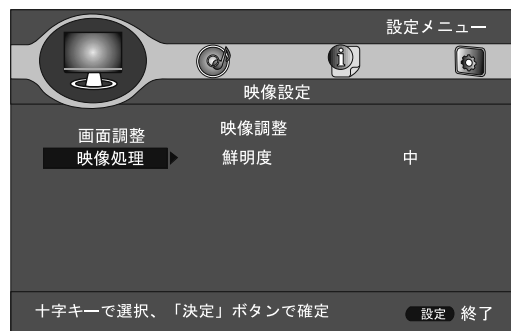 設定メニュー
映像設定
画面調整
映像調整
映像処理
鮮明度 中
十字キーで選択、「決定」ボタンで確定
設定 終了